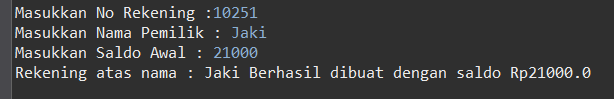 Masukkan No Rekening :10251
Masukkan Nama Pemilik : Jaki
Masukkan Saldo Awal : 21000
Rekening atas nama : Jaki Berhasil dibuat dengan saldo Rp21000.0